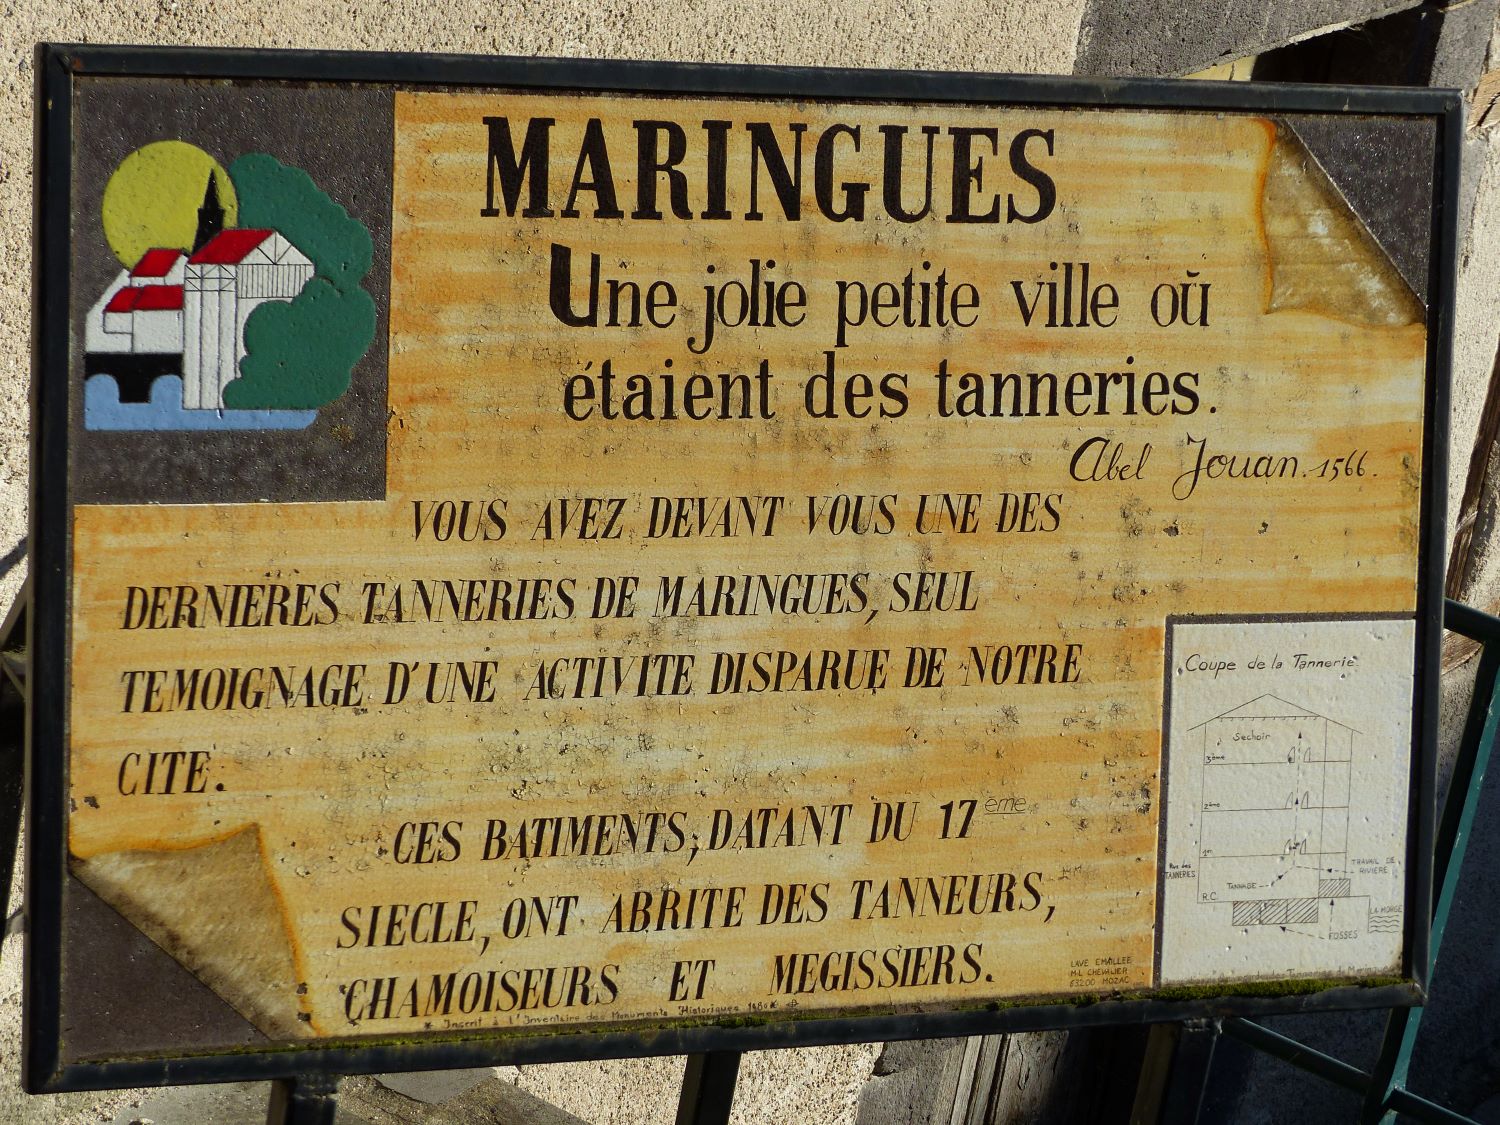 MARINGUES
Une jolie petite ville où
étaient des tanneries.
Abel Jouan. 1566.
VOUS AVEZ DEVANT VOUS UNE DES
DERNIERES TANNERIES DE MARINGUES, SEUL
TEMOIGNAGE D'UNE ACTIVITE DISPARUE DE NOTRE
CITE.
CES BATIMENTS, DATANT DU 17 ème
SIECLE, ONT ABRITE DES TANNEURS,
CHAMOISEURS ET MEGISSIERS.
Inscrit à l'Inventaire des Monuments Historiques
LAVE EMAILLEE
M-L CHEVALIER
63200 MOZAC
Coupe de la Tannerie
Sechoir
3ème
2ème
1er
Rue des
TANNERIES
TRAVAIL DE
RIVIERE
TANNAGE
R.C.
LA MORGE
FOSSES